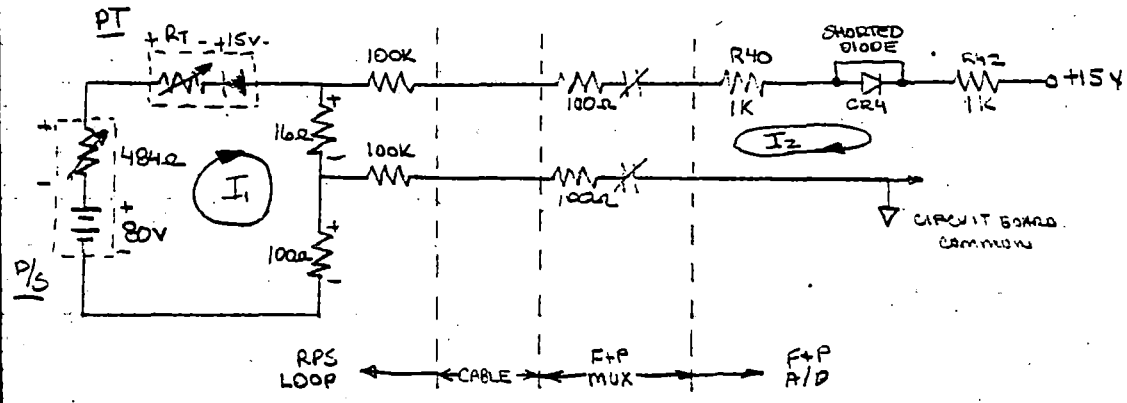 PT
+ RT - +15V-
100K
SHORTED
DIODE
R40
R42
100Ω
1K
CR4
1K
+15V
16Ω
+
-
I2
+
484Ω
-
I1
100K
100Ω
+
80V
-
100Ω
+
-
CIRCUIT BOARD
COMMON
P/S
RPS
LOOP
CABLE
F+P
MUX
F+P
A/D